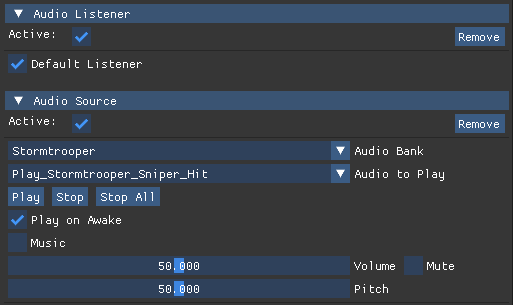 Audio Listener
Active: Remove
Default Listener
Audio Source
Active: Remove
Stormtrooper Audio Bank
Play_Stormtrooper_Sniper_Hit Audio to Play
Play Stop Stop All
Play on Awake
Music
50.000 Volume Mute
50.000 Pitch